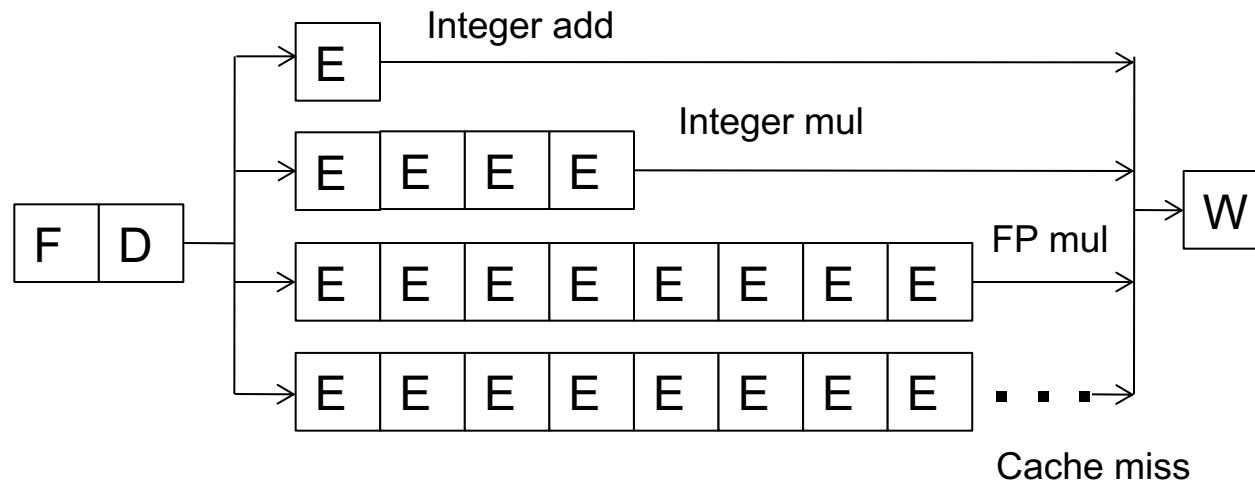 Integer add
E
Integer mul
E E E E
F D
W
FP mul
E E E E E E E E
E E E E E E E E . . .
Cache miss